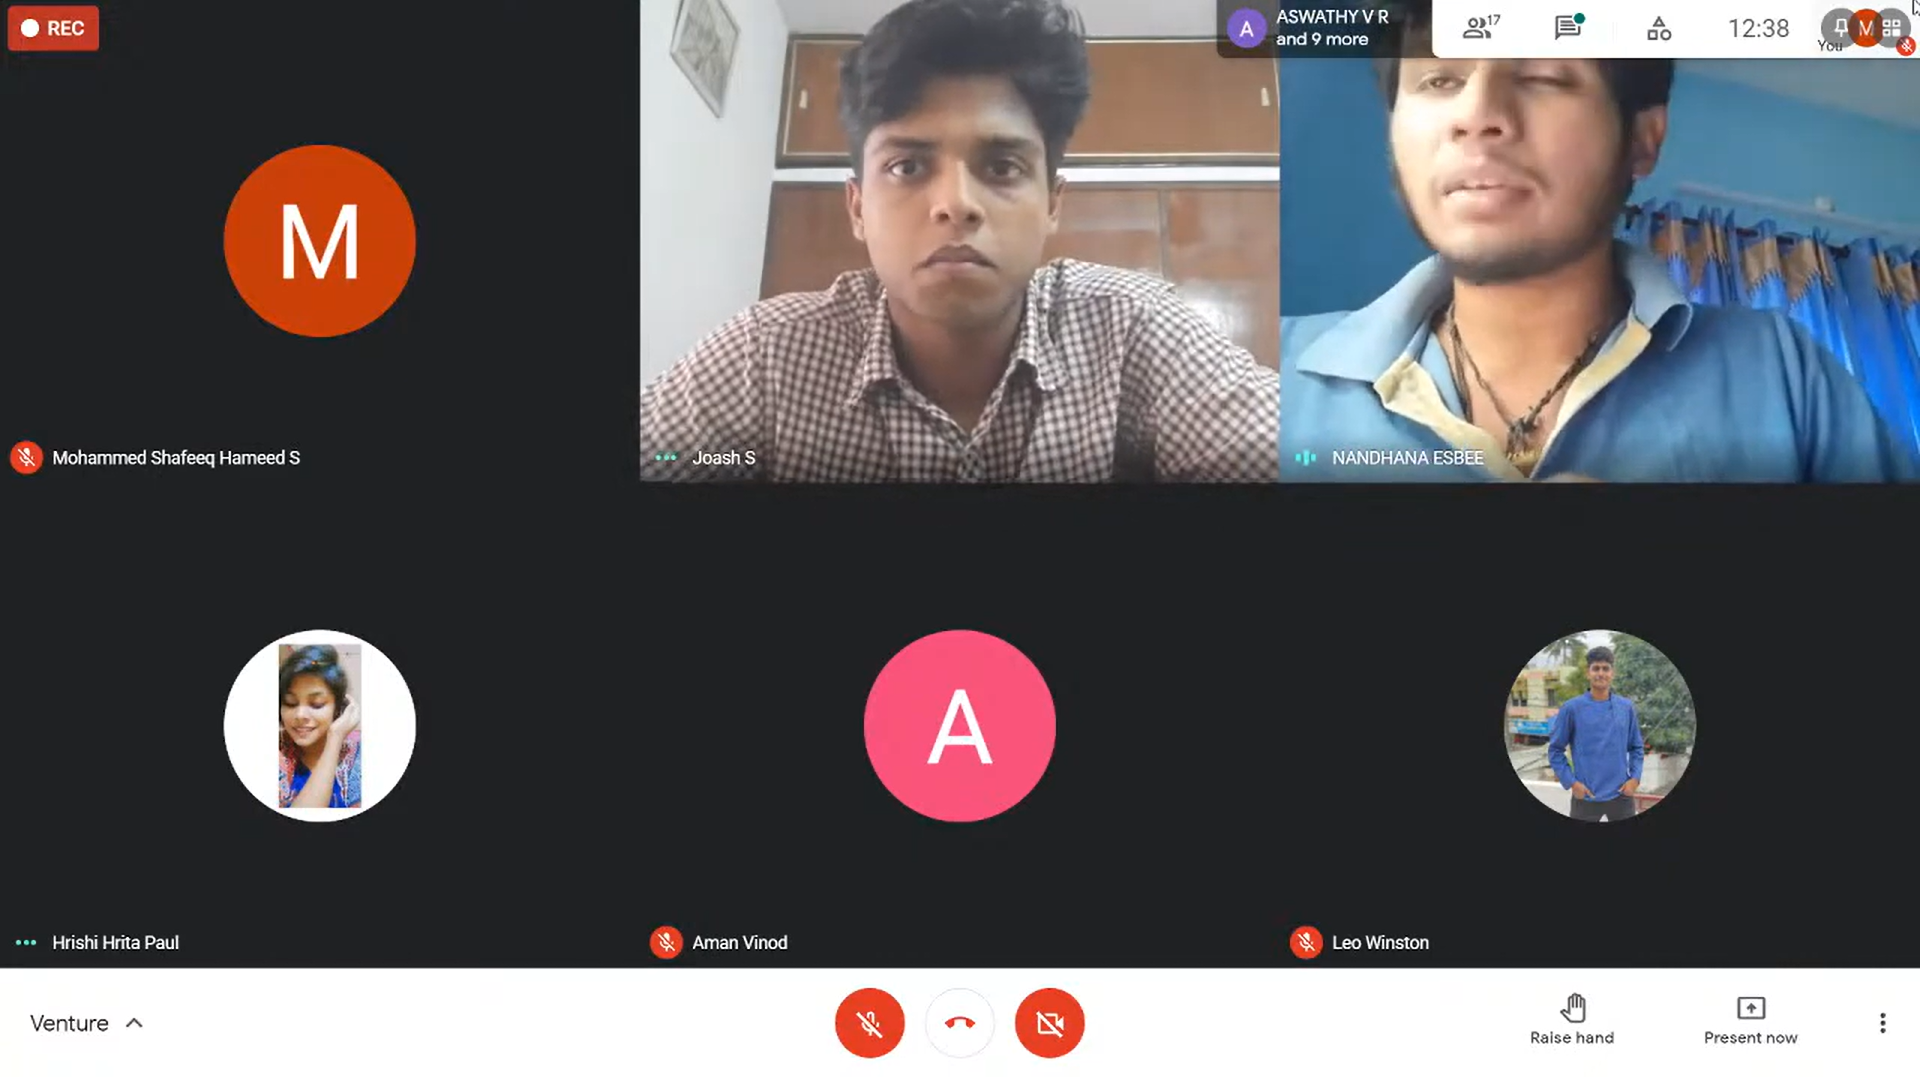 REC
ASWATHY V R
and 9 more
17
12:38
M
You
M
Mohammed Shafeeq Hameed S
Joash S
NANDHANA ESBEE
A
A
Hrishi Hrita Paul
Aman Vinod
Leo Winston
Venture
Raise hand
Present now